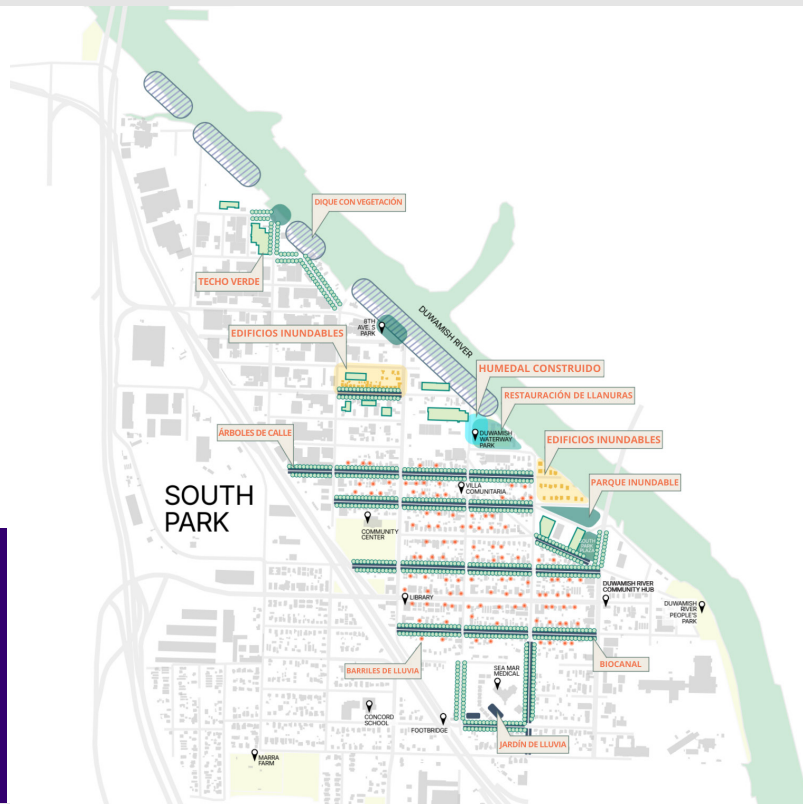 DIQUE CON VEGETACIÓN
TECHO VERDE
8TH
AVE. S
PARK
DUWAMISH RIVER
EDIFICIOS INUNDABLES
HUMEDAL CONSTRUIDO
RESTAURACIÓN DE LLANURAS
DUWAMISH
WATERWAY
PARK
ÁRBOLES DE CALLE
EDIFICIOS INUNDABLES
PARQUE INUNDABLE
SOUTH
PARK
VILLA
COMUNITARIA
COMMUNITY
CENTER
SOUTH
PARK
PLAZA
DUWAMISH RIVER
COMMUNITY HUB
LIBRARY
DUWAMISH
RIVER
PEOPLE'S
PARK
BARRILES DE LLUVIA
SEA MAR
MEDICAL
BIOCANAL
CONCORD
SCHOOL
FOOTBRIDGE
JARDÍN DE LLUVIA
MARRA
FARM